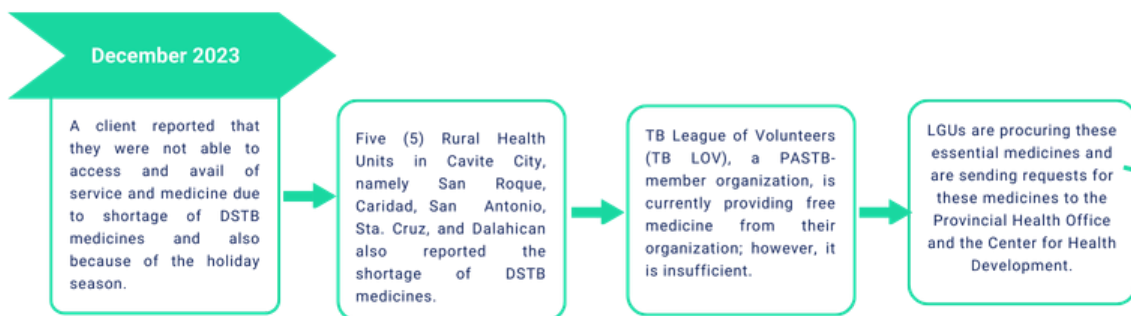 December 2023
A client reported that
they were not able to
access and avail of
service and medicine due
to shortage of DSTB
medicines and also
because of the holiday
season.
Five (5) Rural Health
Units in Cavite City,
namely San Roque,
Caridad, San Antonio,
Sta. Cruz, and Dalahican
also reported the
shortage of DSTB
medicines.
TB League of Volunteers
(TB LOV), a PASTB-
member organization, is
currently providing free
medicine from their
organization; however, it
is insufficient.
LGUs are procuring these
essential medicines and
are sending requests for
these medicines to the
Provincial Health Office
and the Center for Health
Development.